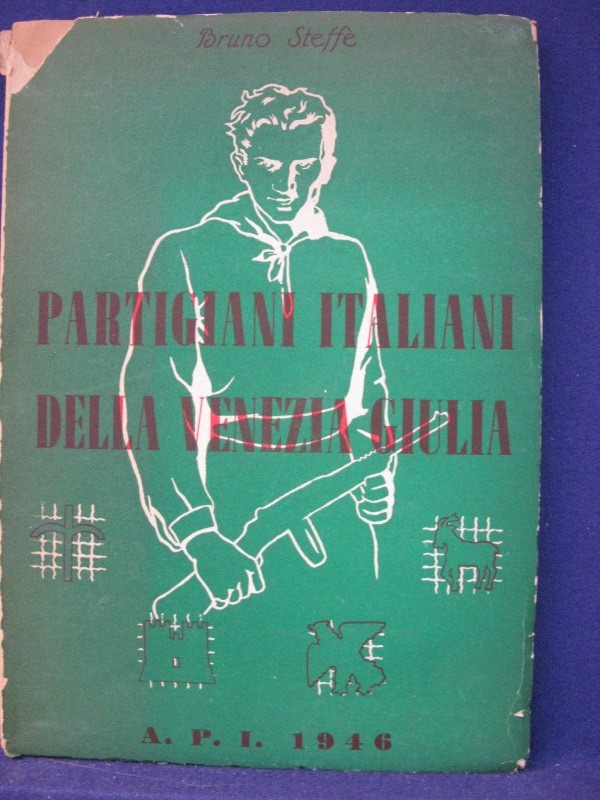 Bruno Steffè
PARTIGIANI ITALIANI
DELLA VENEZIA GIULIA
A. P. I. 1946